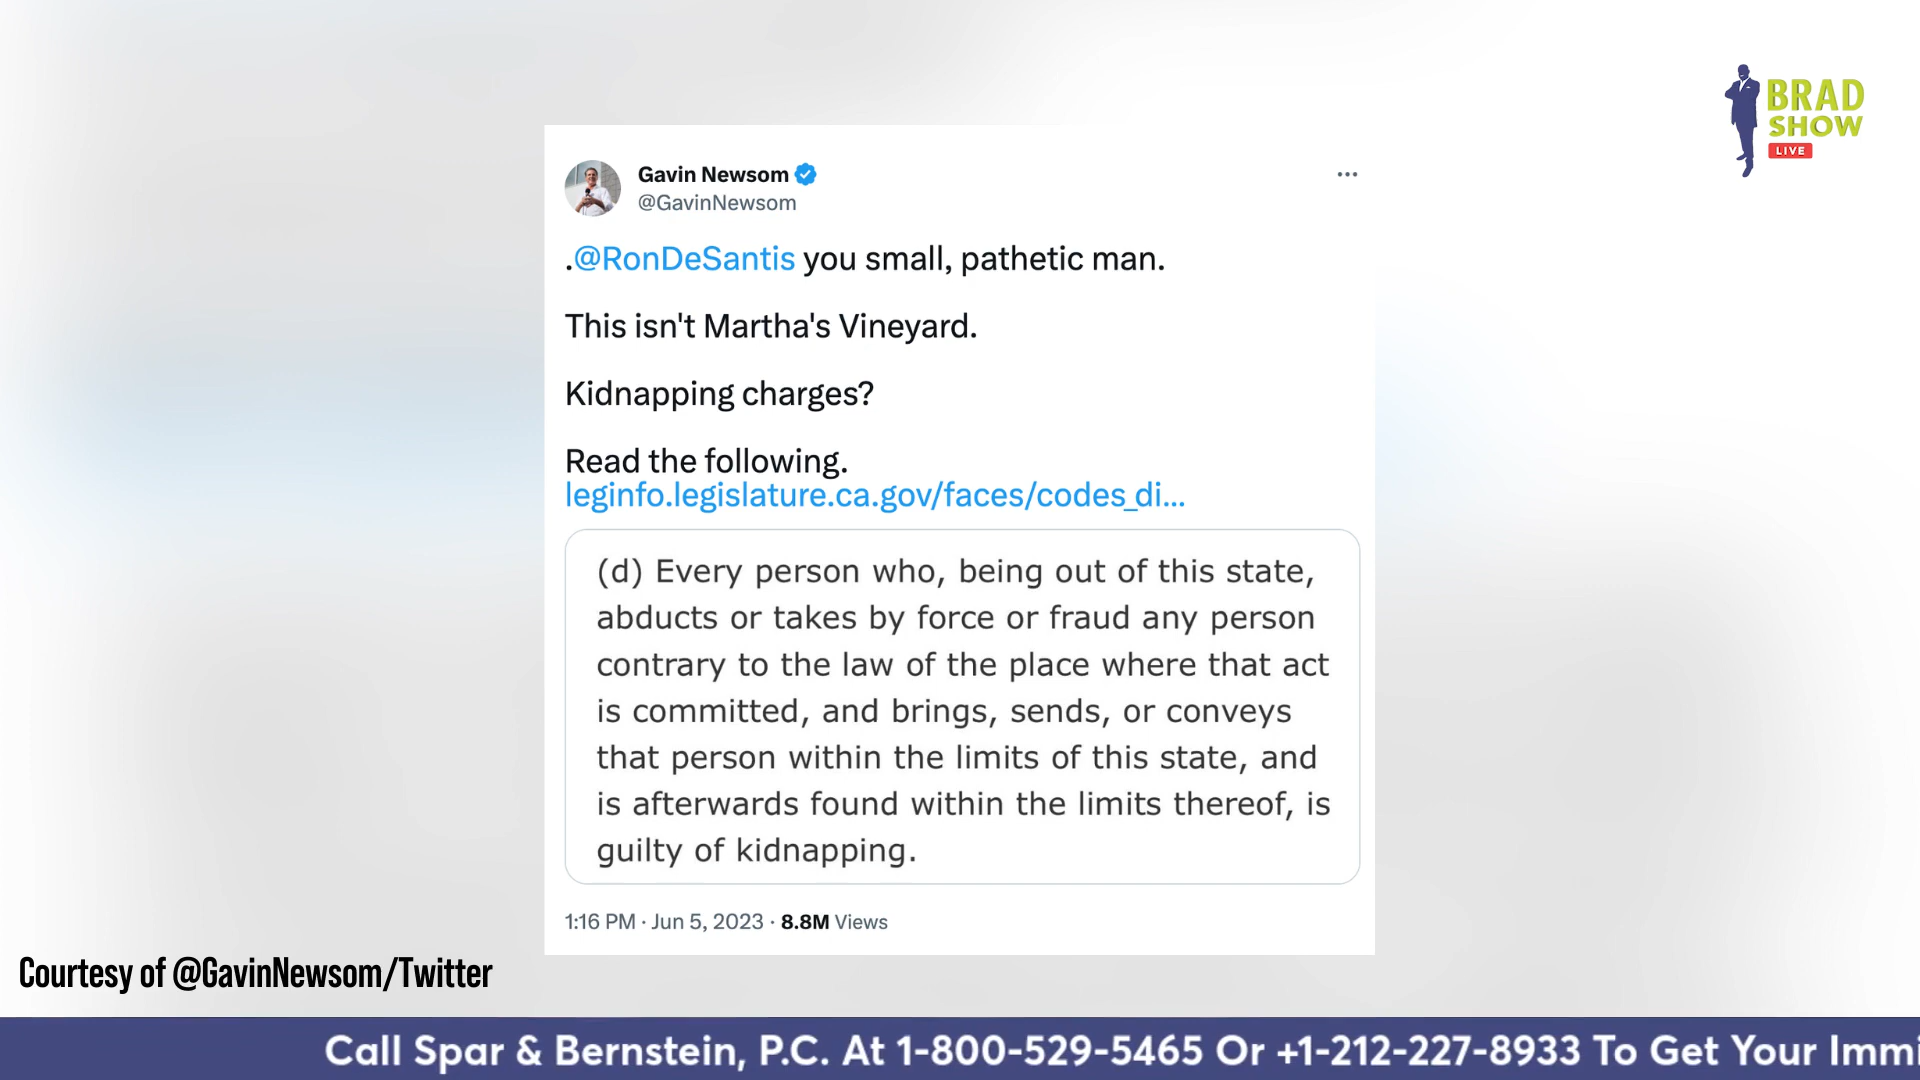 BRAD
SHOW
LIVE
Gavin Newsom
@GavinNewsom
.@RonDeSantis you small, pathetic man.
This isn't Martha's Vineyard.
Kidnapping charges?
Read the following.
leginfo.legislature.ca.gov/faces/codes_di...
(d) Every person who, being out of this state,
abducts or takes by force or fraud any person
contrary to the law of the place where that act
is committed, and brings, sends, or conveys
that person within the limits of this state, and
is afterwards found within the limits thereof, is
guilty of kidnapping.
1:16 PM · Jun 5, 2023 · 8.8M Views
Courtesy of @GavinNewsom/Twitter
Call Spar & Bernstein, P.C. At 1-800-529-5465 Or +1-212-227-8933 To Get Your Immi